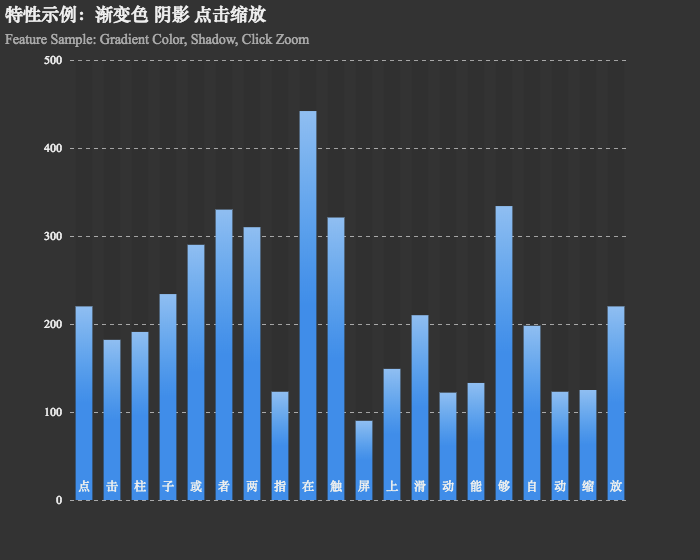 特性示例：渐变色 阴影 点击缩放
Feature Sample: Gradient Color, Shadow, Click Zoom
500
400
300
200
100
0
点 击 柱 子 或 者 两 指 在 触 屏 上 滑 动 能 够 自 动 缩 放